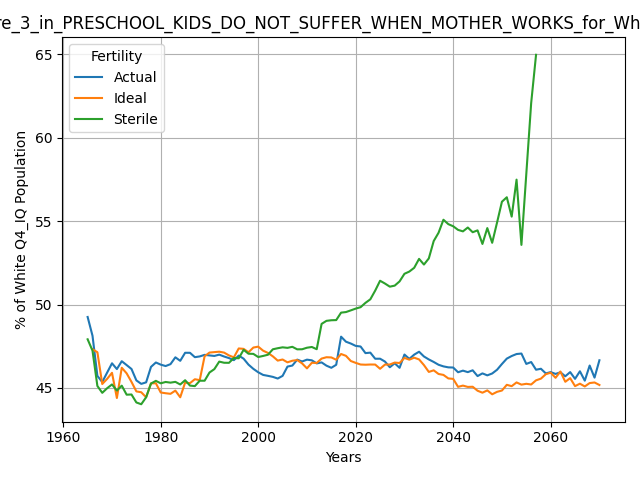 re_3_in_PRESCHOOL_KIDS_DO_NOT_SUFFER_WHEN_MOTHER_WORKS_for_Wh
Fertility
Actual
Ideal
Sterile
% of White Q4_IQ Population
65
60
55
50
45
1960
1980
2000
2020
2040
2060
Years